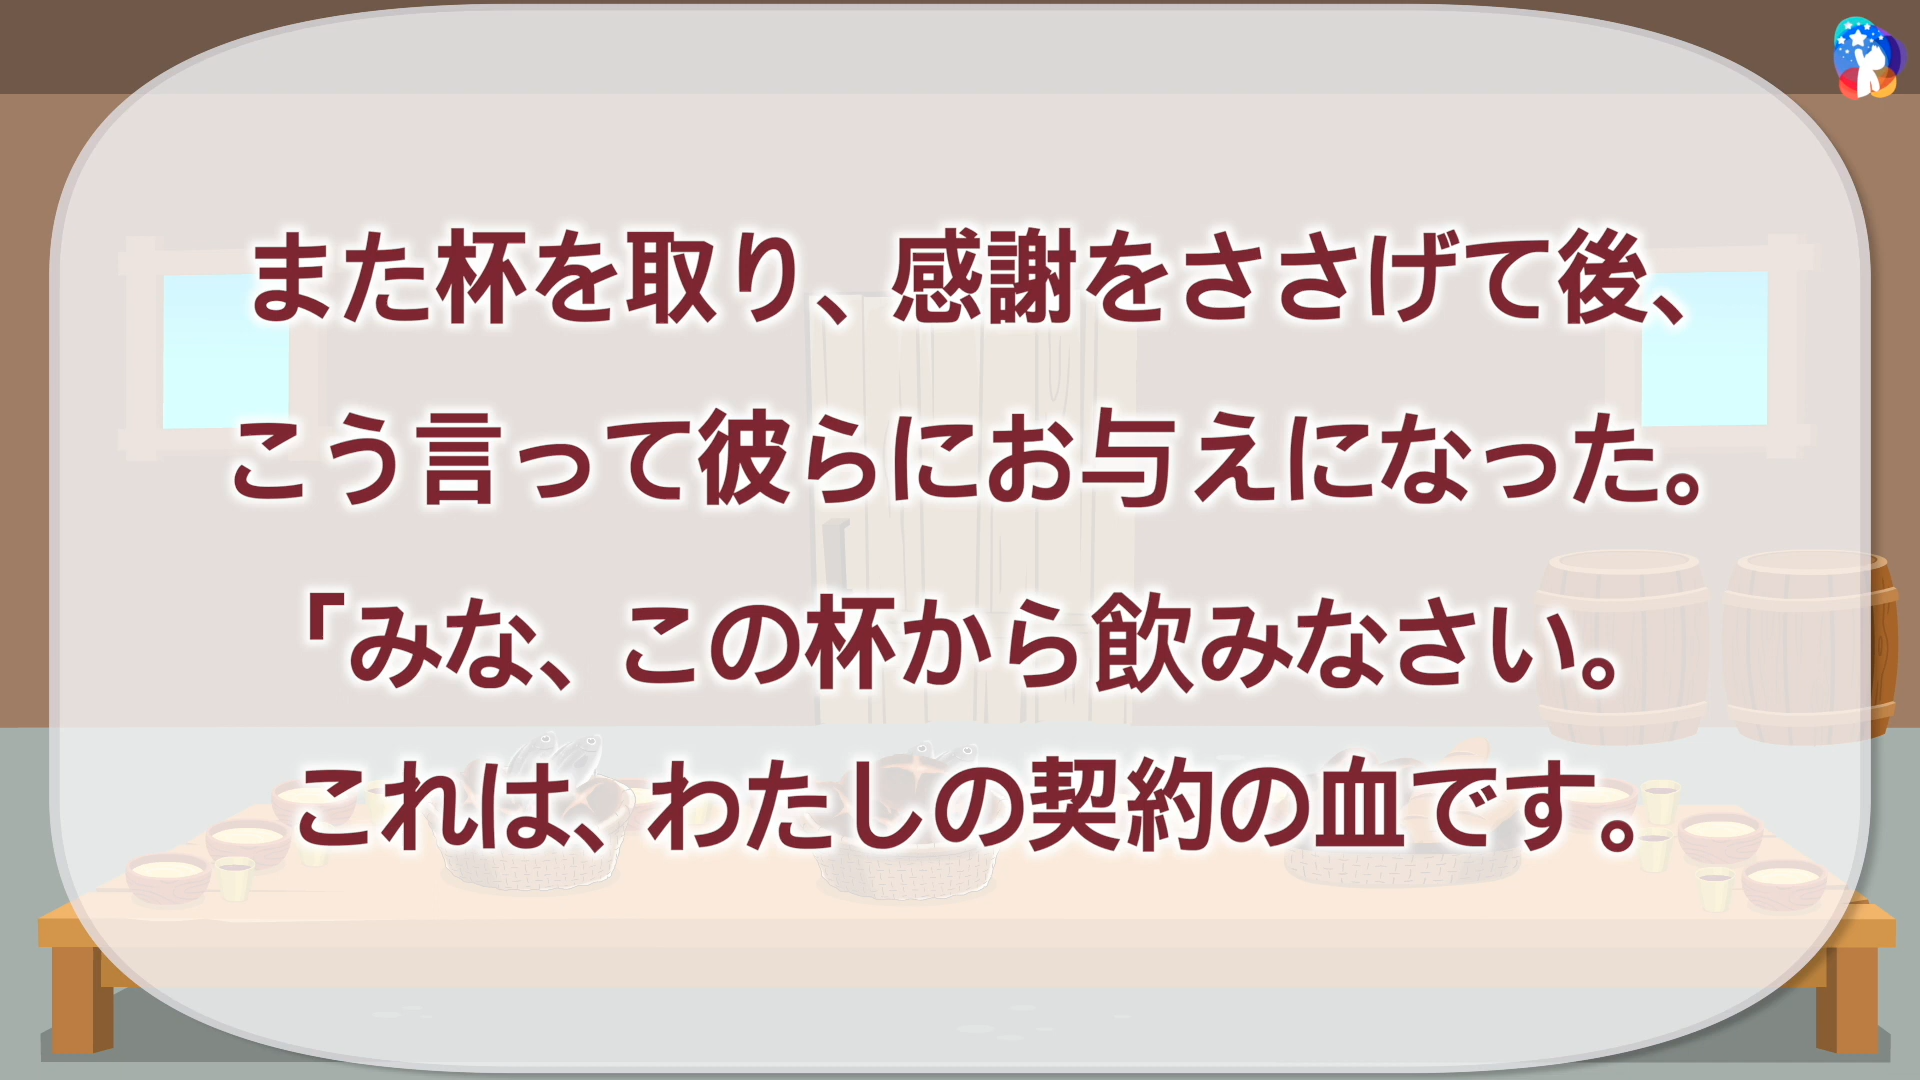 また杯を取り、感謝をささげて後、
こう言って彼らにお与えになった。
「みな、この杯から飲みなさい。
これは、わたしの契約の血です。